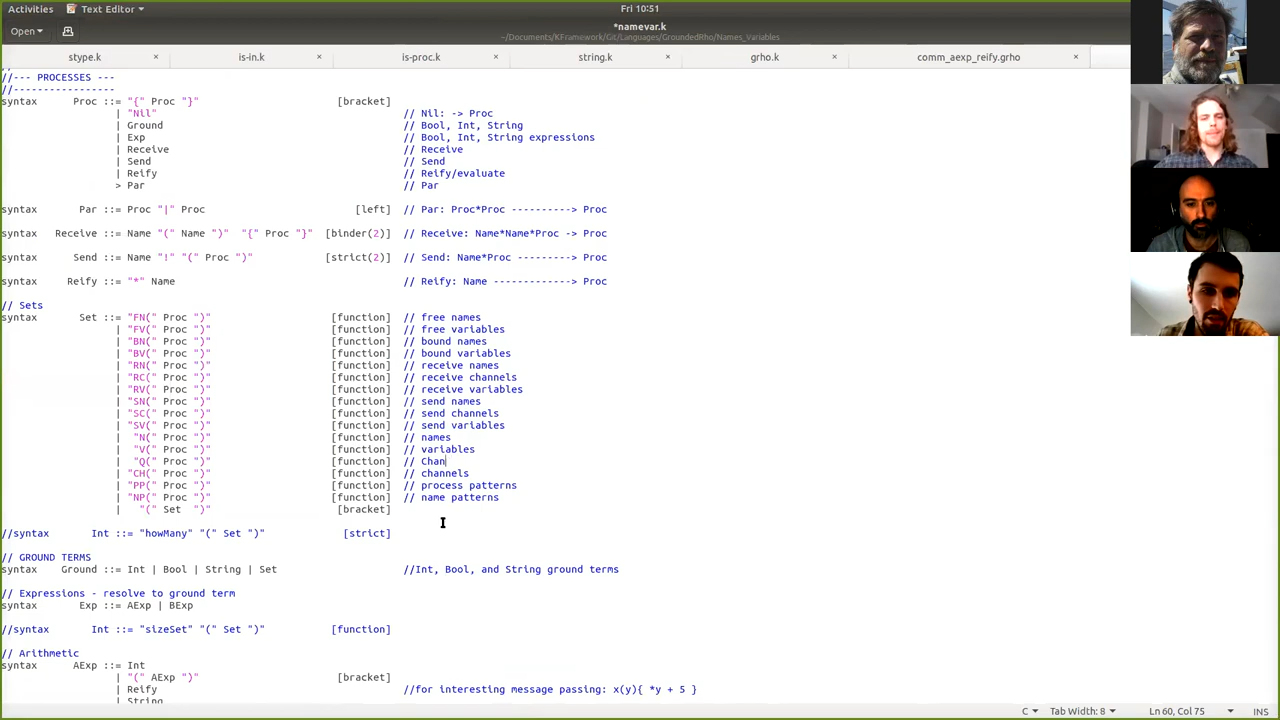 Activities Text Editor Fri 10:51
Open *namevar.k
~/Documents/KFramework/Git/Languages/GroundedRho/Names_Variables
stype.k × is-in.k × is-proc.k × string.k × grho.k × comm_aexp_reify.grho ×
//--- PROCESSES ---
//-----------------
syntax Proc ::= "{" Proc "}" [bracket]
| "Nil" // Nil: -> Proc
| Ground // Bool, Int, String
| Exp // Bool, Int, String expressions
| Receive // Receive
| Send // Send
| Reify // Reify/evaluate
> Par // Par
syntax Par ::= Proc "|" Proc [left] // Par: Proc*Proc ----------> Proc
syntax Receive ::= Name "(" Name ")" "{" Proc "}" [binder(2)] // Receive: Name*Name*Proc -> Proc
syntax Send ::= Name "!" "(" Proc ")" [strict(2)] // Send: Name*Proc ---------> Proc
syntax Reify ::= "*" Name // Reify: Name -------------> Proc
// Sets
syntax Set ::= "FN(" Proc ")" [function] // free names
| "FV(" Proc ")" [function] // free variables
| "BN(" Proc ")" [function] // bound names
| "BV(" Proc ")" [function] // bound variables
| "RN(" Proc ")" [function] // receive names
| "RC(" Proc ")" [function] // receive channels
| "RV(" Proc ")" [function] // receive variables
| "SN(" Proc ")" [function] // send names
| "SC(" Proc ")" [function] // send channels
| "SV(" Proc ")" [function] // send variables
| "N(" Proc ")" [function] // names
| "V(" Proc ")" [function] // variables
| "Q(" Proc ")" [function] // Chan
| "CH(" Proc ")" [function] // channels
| "PP(" Proc ")" [function] // process patterns
| "NP(" Proc ")" [function] // name patterns
| "(" Set ")" [bracket]
//syntax Int ::= "howMany" "(" Set ")" [strict]
// GROUND TERMS
syntax Ground ::= Int | Bool | String | Set //Int, Bool, and String ground terms
// Expressions - resolve to ground term
syntax Exp ::= AExp | BExp
//syntax Int ::= "sizeSet" "(" Set ")" [function]
// Arithmetic
syntax AExp ::= Int
| "(" AExp ")" [bracket]
| Reify //for interesting message passing: x(y){ *y + 5 }
| String
C Tab Width: 8 Ln 60, Col 75 INS